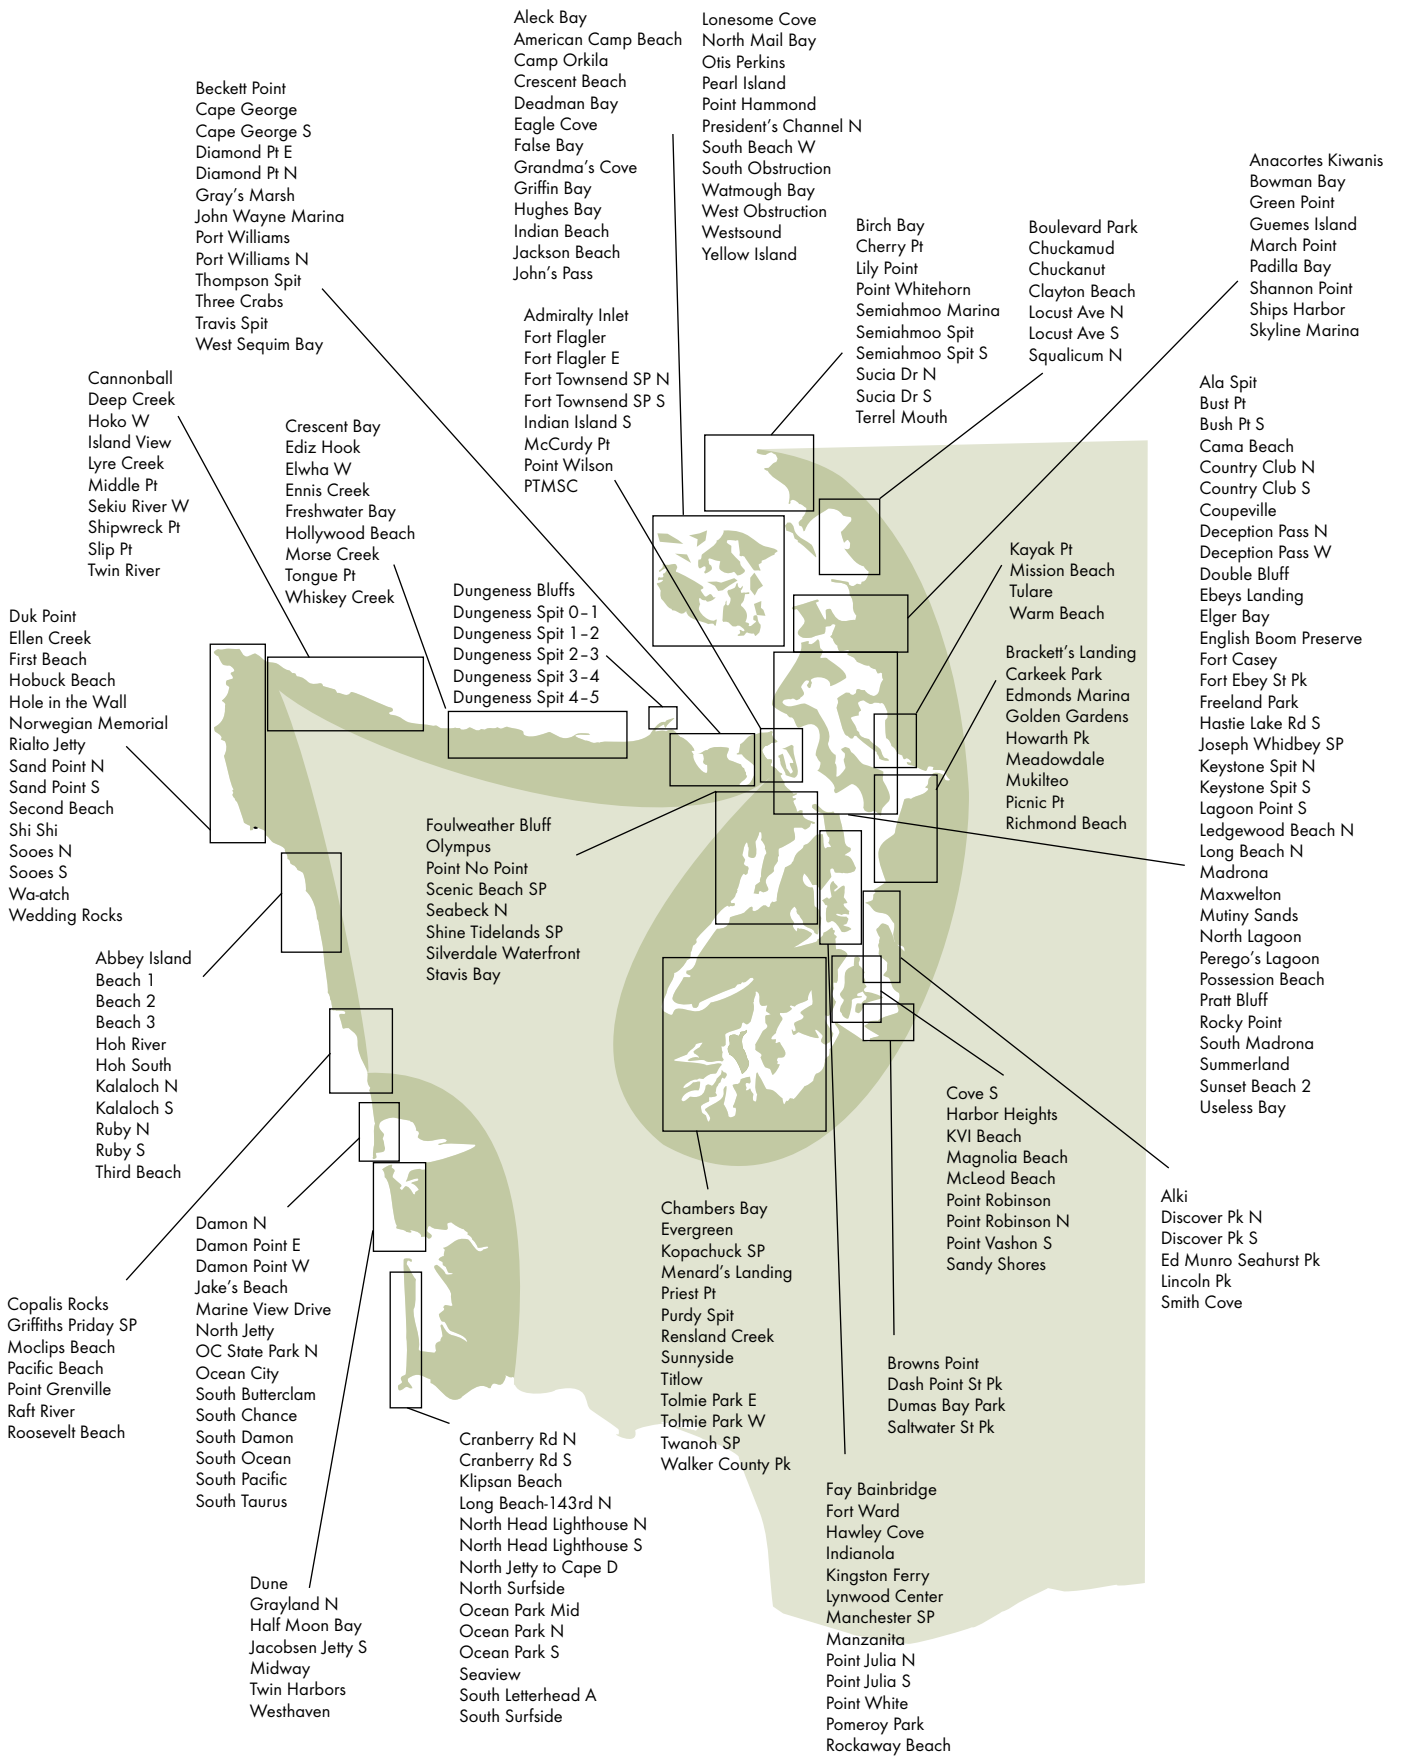 Aleck Bay
American Camp Beach
Camp Orkila
Crescent Beach
Deadman Bay
Eagle Cove
False Bay
Grandma's Cove
Griffin Bay
Hughes Bay
Indian Beach
Jackson Beach
John's Pass
Lonesome Cove
North Mail Bay
Otis Perkins
Pearl Island
Point Hammond
President's Channel N
South Beach W
South Obstruction
Watmough Bay
West Obstruction
Westsound
Yellow Island
Beckett Point
Cape George
Cape George S
Diamond Pt E
Diamond Pt N
Gray's Marsh
John Wayne Marina
Port Williams
Port Williams N
Thompson Spit
Three Crabs
Travis Spit
West Sequim Bay
Anacortes Kiwanis
Bowman Bay
Green Point
Guemes Island
March Point
Padilla Bay
Shannon Point
Ships Harbor
Skyline Marina
Birch Bay
Cherry Pt
Lily Point
Point Whitehorn
Semiahmoo Marina
Semiahmoo Spit
Semiahmoo Spit S
Sucia Dr N
Sucia Dr S
Terrel Mouth
Boulevard Park
Chuckamud
Chuckanut
Clayton Beach
Locust Ave N
Locust Ave S
Squalicum N
Admiralty Inlet
Fort Flagler
Fort Flagler E
Fort Townsend SP N
Fort Townsend SP S
Indian Island S
McCurdy Pt
Point Wilson
PTMSC
Cannonball
Deep Creek
Hoko W
Island View
Lyre Creek
Middle Pt
Sekiu River W
Shipwreck Pt
Slip Pt
Twin River
Crescent Bay
Ediz Hook
Elwha W
Ennis Creek
Freshwater Bay
Hollywood Beach
Morse Creek
Tongue Pt
Whiskey Creek
Ala Spit
Bust Pt
Bush Pt S
Cama Beach
Country Club N
Country Club S
Coupeville
Deception Pass N
Deception Pass W
Double Bluff
Ebeys Landing
Elger Bay
English Boom Preserve
Fort Casey
Fort Ebey St Pk
Freeland Park
Hastie Lake Rd S
Joseph Whidbey SP
Keystone Spit N
Keystone Spit S
Lagoon Point S
Ledgewood Beach N
Long Beach N
Madrona
Maxwelton
Mutiny Sands
North Lagoon
Perego's Lagoon
Possession Beach
Pratt Bluff
Rocky Point
South Madrona
Summerland
Sunset Beach 2
Useless Bay
Kayak Pt
Mission Beach
Tulare
Warm Beach
Dungeness Bluffs
Dungeness Spit 0–1
Dungeness Spit 1–2
Dungeness Spit 2–3
Dungeness Spit 3–4
Dungeness Spit 4–5
Duk Point
Ellen Creek
First Beach
Hobuck Beach
Hole in the Wall
Norwegian Memorial
Rialto Jetty
Sand Point N
Sand Point S
Second Beach
Shi Shi
Sooes N
Sooes S
Wa-atch
Wedding Rocks
Brackett's Landing
Carkeek Park
Edmonds Marina
Golden Gardens
Howarth Pk
Meadowdale
Mukilteo
Picnic Pt
Richmond Beach
Foulweather Bluff
Olympus
Point No Point
Scenic Beach SP
Seabeck N
Shine Tidelands SP
Silverdale Waterfront
Stavis Bay
Abbey Island
Beach 1
Beach 2
Beach 3
Hoh River
Hoh South
Kalaloch N
Kalaloch S
Ruby N
Ruby S
Third Beach
Cove S
Harbor Heights
KVI Beach
Magnolia Beach
McLeod Beach
Point Robinson
Point Robinson N
Point Vashon S
Sandy Shores
Alki
Discover Pk N
Discover Pk S
Ed Munro Seahurst Pk
Lincoln Pk
Smith Cove
Chambers Bay
Evergreen
Kopachuck SP
Menard's Landing
Priest Pt
Purdy Spit
Rensland Creek
Sunnyside
Titlow
Tolmie Park E
Tolmie Park W
Twanoh SP
Walker County Pk
Damon N
Damon Point E
Damon Point W
Jake's Beach
Marine View Drive
North Jetty
OC State Park N
Ocean City
South Butterclam
South Chance
South Damon
South Ocean
South Pacific
South Taurus
Copalis Rocks
Griffiths Priday SP
Moclips Beach
Pacific Beach
Point Grenville
Raft River
Roosevelt Beach
Browns Point
Dash Point St Pk
Dumas Bay Park
Saltwater St Pk
Cranberry Rd N
Cranberry Rd S
Klipsan Beach
Long Beach-143rd N
North Head Lighthouse N
North Head Lighthouse S
North Jetty to Cape D
North Surfside
Ocean Park Mid
Ocean Park N
Ocean Park S
Seaview
South Letterhead A
South Surfside
Fay Bainbridge
Fort Ward
Hawley Cove
Indianola
Kingston Ferry
Lynwood Center
Manchester SP
Manzanita
Point Julia N
Point Julia S
Point White
Pomeroy Park
Rockaway Beach
Dune
Grayland N
Half Moon Bay
Jacobsen Jetty S
Midway
Twin Harbors
Westhaven